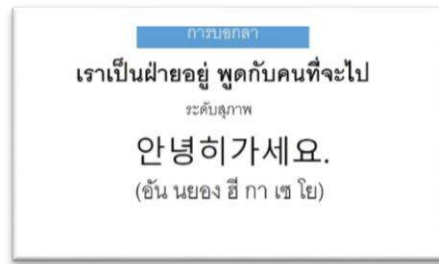 การบอกลา
เราเป็นฝ่ายอยู่ พูดกับคนที่จะไป
ระดับสุภาพ
안녕히가세요.
(อัน นยอง ฮี กา เซ โย)